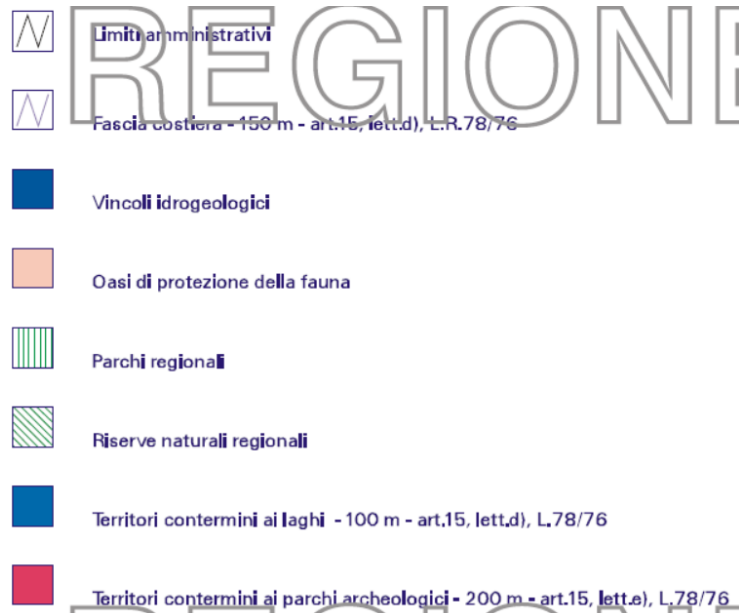 REGIONE
Limiti amministrativi
Fascia costiera - 150 m - art.15, lett.d), L.R.78/76
Vincoli idrogeologici
Oasi di protezione della fauna
Parchi regionali
Riserve naturali regionali
Territori contermini ai laghi - 100 m - art.15, lett.d), L.78/76
Territori contermini ai parchi archeologici - 200 m - art.15, lett.e), L.78/76